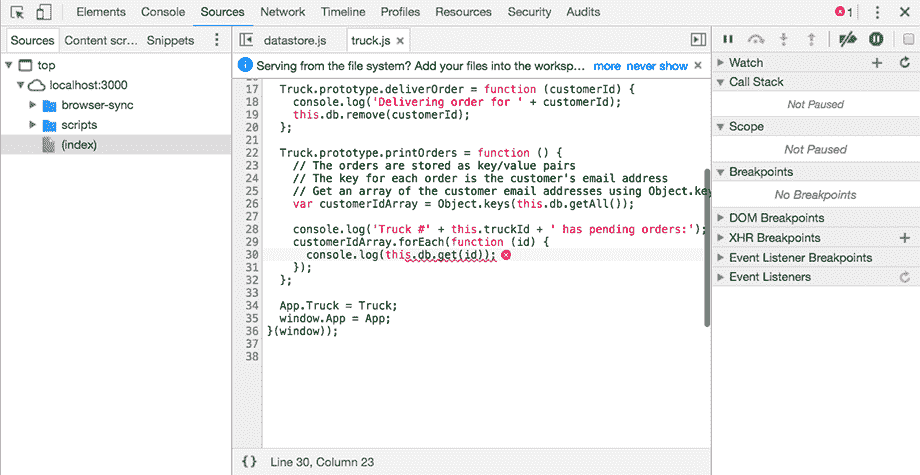 Elements Console Sources Network Timeline Profiles Resources Security Audits 1
Sources Content scr... Snippets
datastore.js truck.js
top
localhost:3000
browser-sync
scripts
(index)
Serving from the file system? Add your files into the worksp... more never show
17 Truck.prototype.deliverOrder = function (customerId) {
18 console.log('Delivering order for ' + customerId);
19 this.db.remove(customerId);
20 };
21
22 Truck.prototype.printOrders = function () {
23 // The orders are stored as key/value pairs
24 // The key for each order is the customer's email address
25 // Get an array of the customer email addresses using Object.key
26 var customerIdArray = Object.keys(this.db.getAll());
27
28 console.log('Truck #' + this.truckId + ' has pending orders:');
29 customerIdArray.forEach(function (id) {
30 console.log(this.db.get(id));
31 });
32 };
33
34 App.Truck = Truck;
35 window.App = App;
36 }(window));
37
38
{} Line 30, Column 23
Watch
Call Stack
Not Paused
Scope
Not Paused
Breakpoints
No Breakpoints
DOM Breakpoints
XHR Breakpoints
Event Listener Breakpoints
Event Listeners